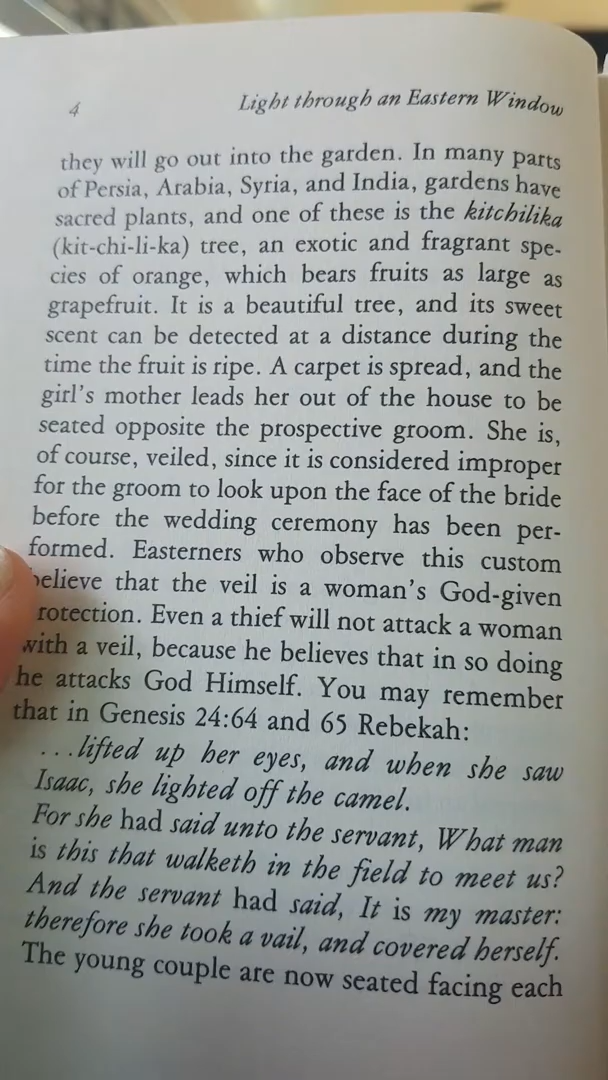 4 Light through an Eastern Window
they will go out into the garden. In many parts
of Persia, Arabia, Syria, and India, gardens have
sacred plants, and one of these is the kitchilika
(kit-chi-li-ka) tree, an exotic and fragrant spe-
cies of orange, which bears fruits as large as
grapefruit. It is a beautiful tree, and its sweet
scent can be detected at a distance during the
time the fruit is ripe. A carpet is spread, and the
girl's mother leads her out of the house to be
seated opposite the prospective groom. She is,
of course, veiled, since it is considered improper
for the groom to look upon the face of the bride
before the wedding ceremony has been per-
formed. Easterners who observe this custom
believe that the veil is a woman's God-given
rotection. Even a thief will not attack a woman
with a veil, because he believes that in so doing
he attacks God Himself. You may remember
that in Genesis 24:64 and 65 Rebekah:
...lifted up her eyes, and when she saw
Isaac, she lighted off the camel.
For she had said unto the servant, What man
is this that walketh in the field to meet us?
And the servant had said, It is my master:
therefore she took a vail, and covered herself.
The young couple are now seated facing each